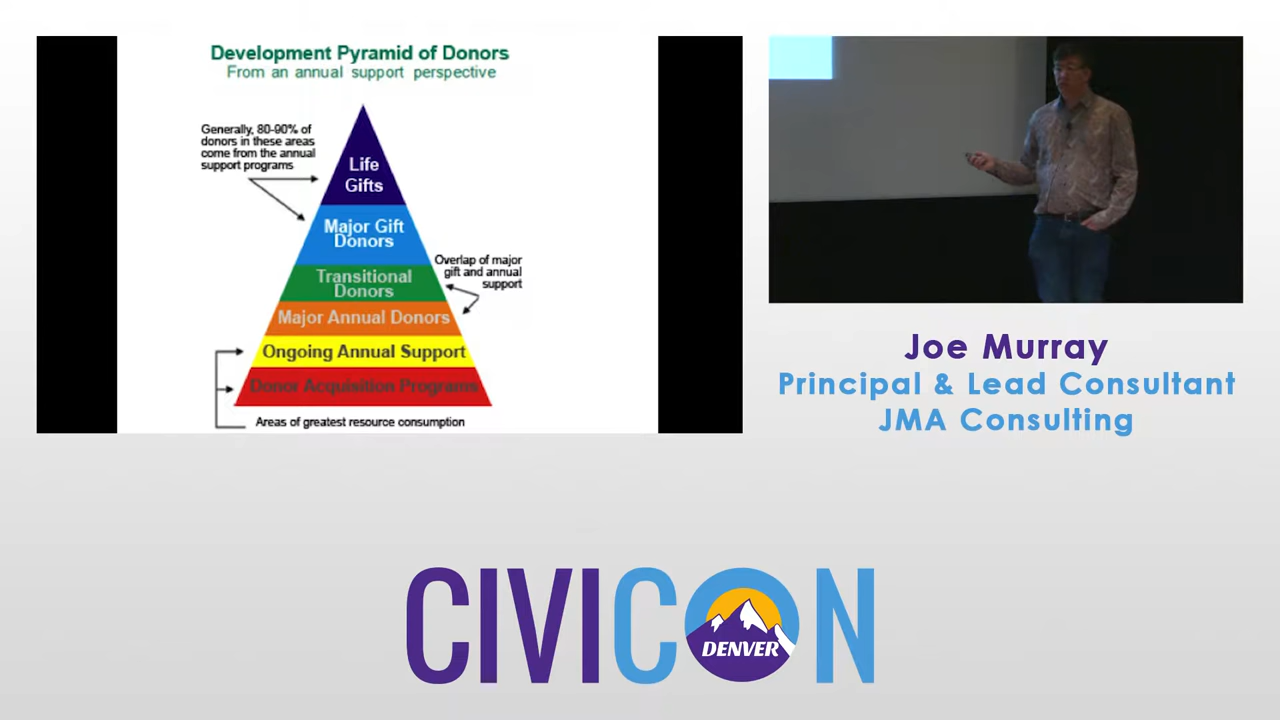 Development Pyramid of Donors
From an annual support perspective
Generally, 80-90% of
donors in these areas
come from the annual
support programs
Life
Gifts
Major Gift
Donors
Overlap of major
gift and annual
support
Transitional
Donors
Major Annual Donors
Ongoing Annual Support
Donor Acquisition Programs
Areas of greatest resource consumption
Joe Murray
Principal & Lead Consultant
JMA Consulting
CIVICON
DENVER